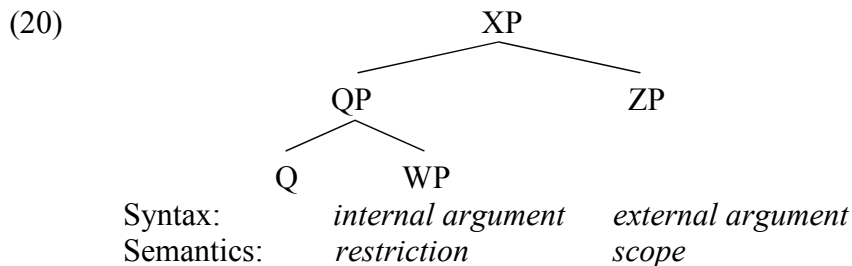 (20) XP
QP ZP
Q WP
Syntax: internal argument external argument
Semantics: restriction scope